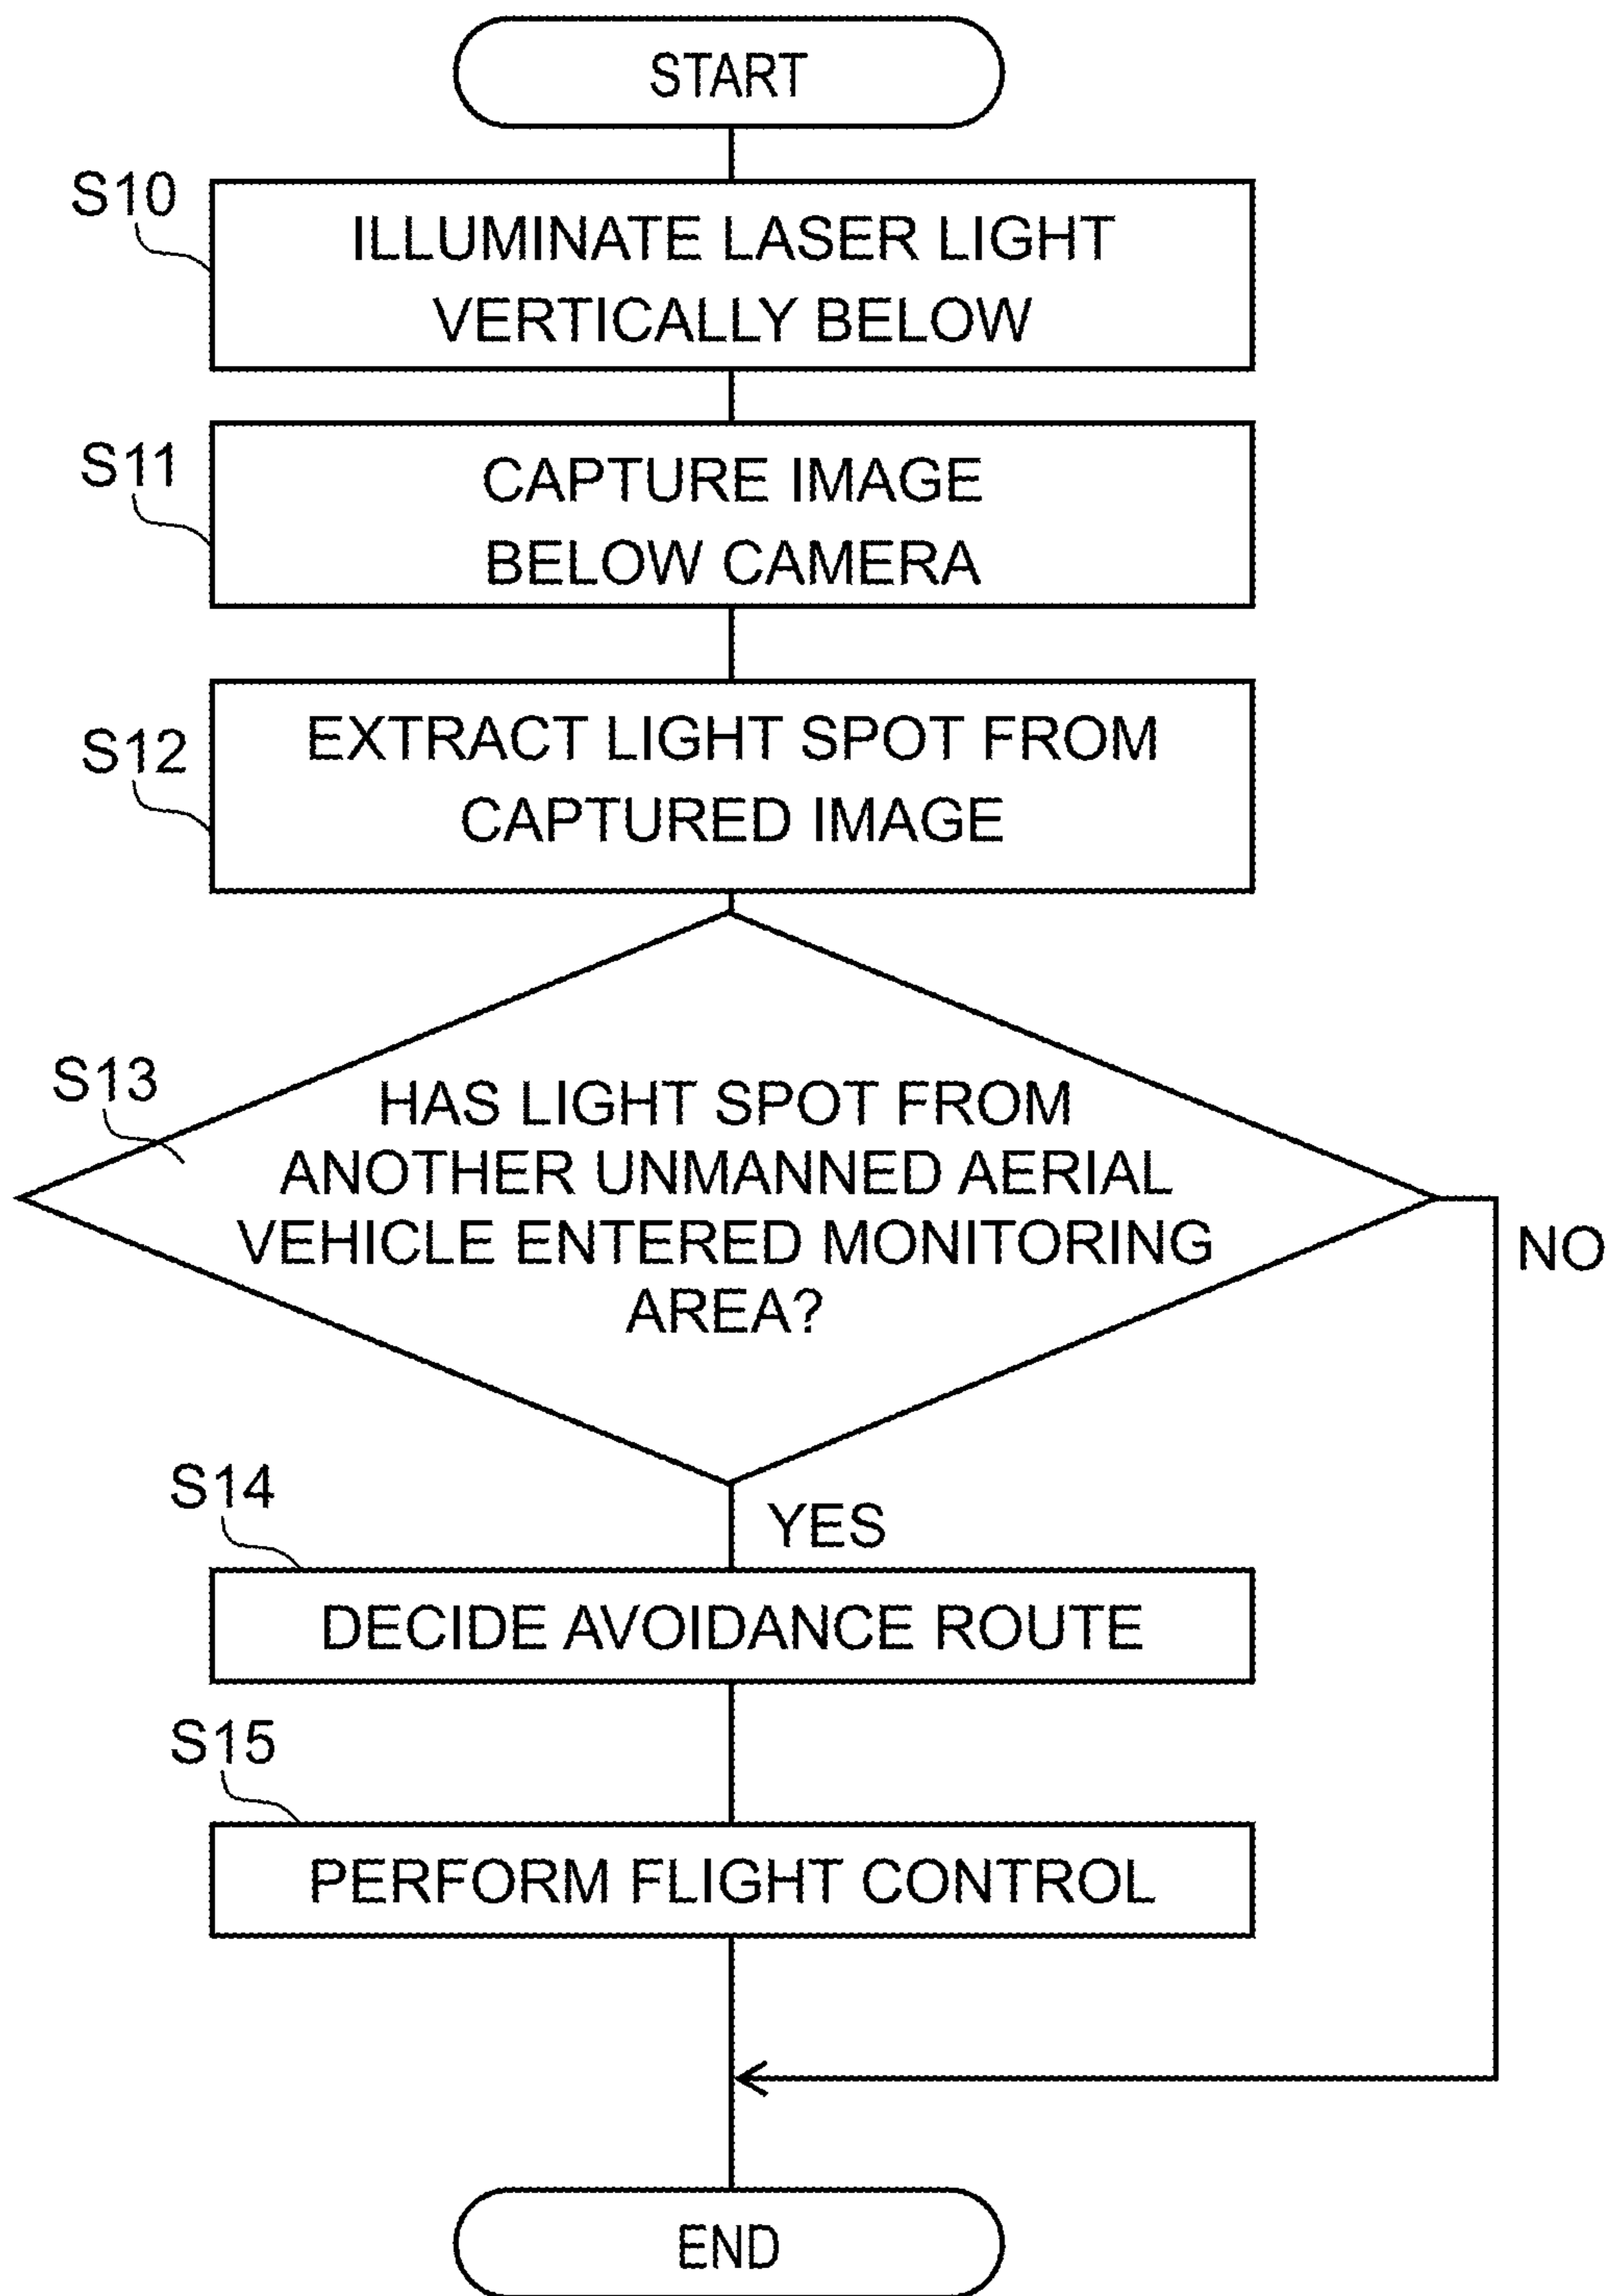 START
S10
ILLUMINATE LASER LIGHT
VERTICALLY BELOW
S11
CAPTURE IMAGE
BELOW CAMERA
S12
EXTRACT LIGHT SPOT FROM
CAPTURED IMAGE
S13
HAS LIGHT SPOT FROM
ANOTHER UNMANNED AERIAL
VEHICLE ENTERED MONITORING
AREA?
NO
YES
S14
DECIDE AVOIDANCE ROUTE
S15
PERFORM FLIGHT CONTROL
END